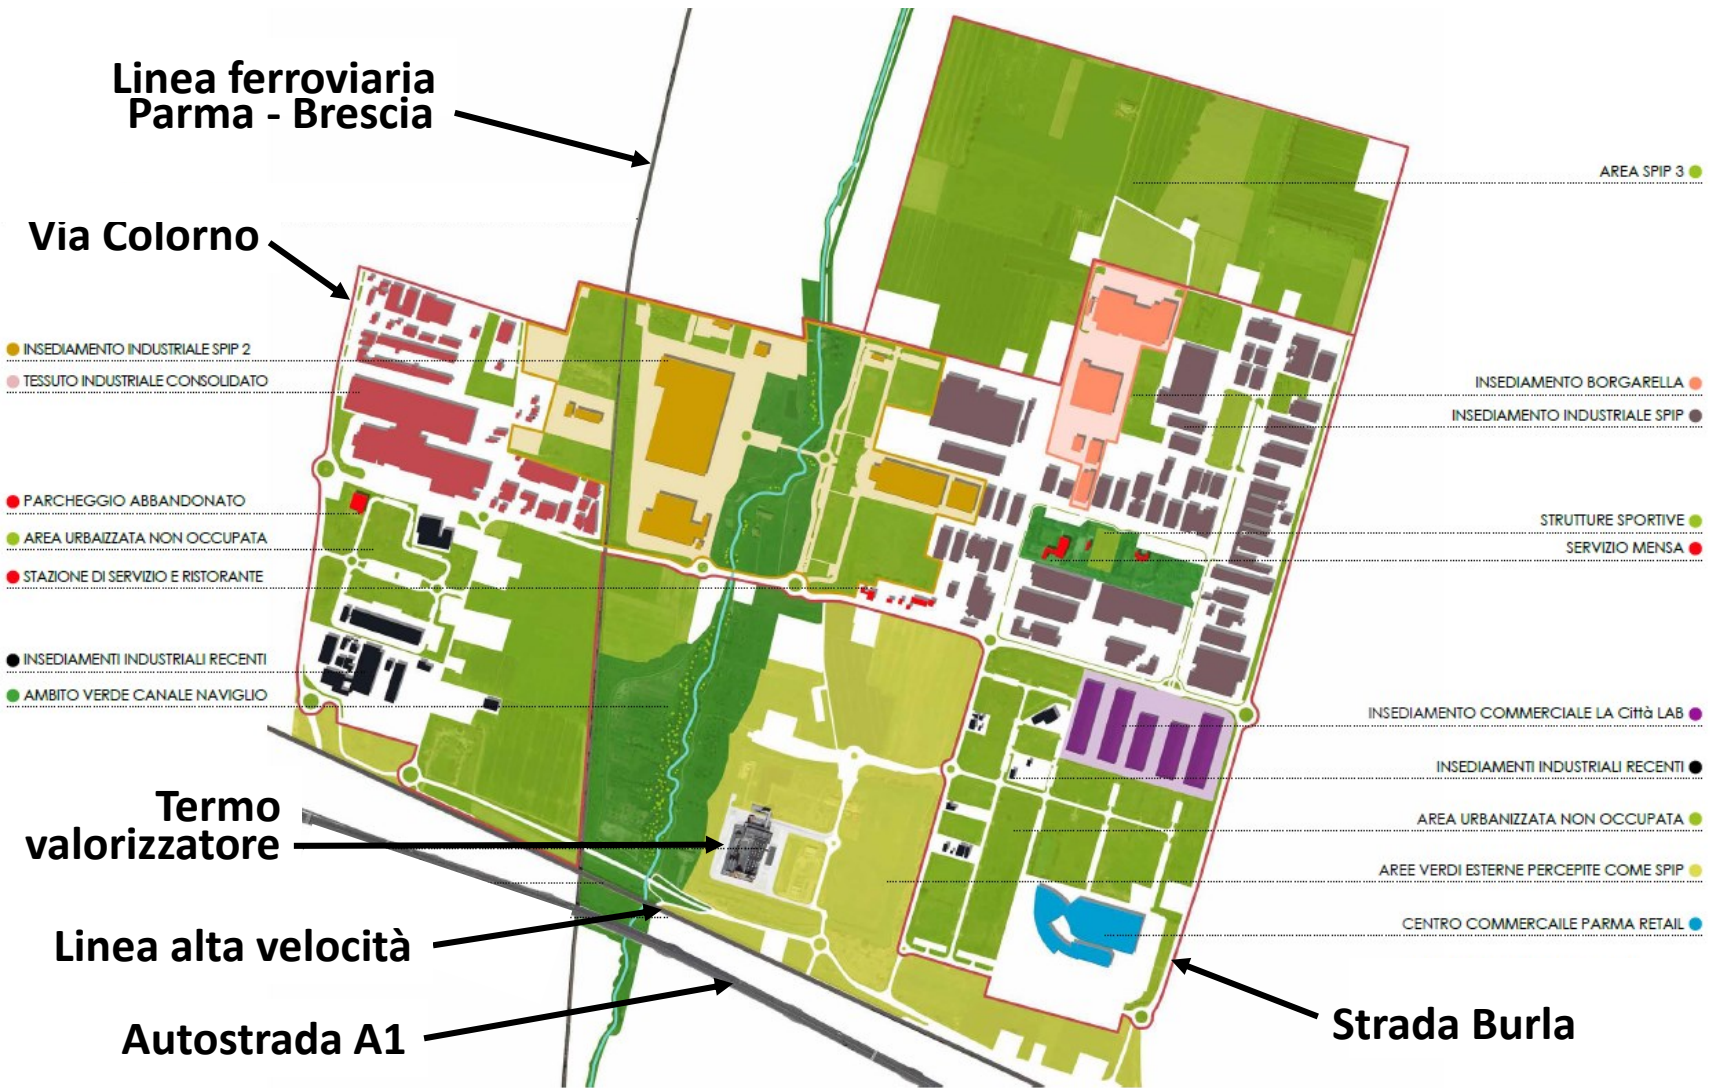 Linea ferroviaria
Parma - Brescia
Via Colorno
INSEDIAMENTO INDUSTRIALE SPIP 2
TESSUTO INDUSTRIALE CONSOLIDATO
PARCHEGGIO ABBANDONATO
AREA URBAIZZATA NON OCCUPATA
STAZIONE DI SERVIZIO E RISTORANTE
INSEDIAMENTI INDUSTRIALI RECENTI
AMBITO VERDE CANALE NAVIGLIO
Termo
valorizzatore
Linea alta velocità
Autostrada A1
AREA SPIP 3
INSEDIAMENTO BORGARELLA
INSEDIAMENTO INDUSTRIALE SPIP
STRUTTURE SPORTIVE
SERVIZIO MENSA
INSEDIAMENTO COMMERCIALE LA Città LAB
INSEDIAMENTI INDUSTRIALI RECENTI
AREA URBANIZZATA NON OCCUPATA
AREE VERDI ESTERNE PERCEPITE COME SPIP
CENTRO COMMERCAILE PARMA RETAIL
Strada Burla